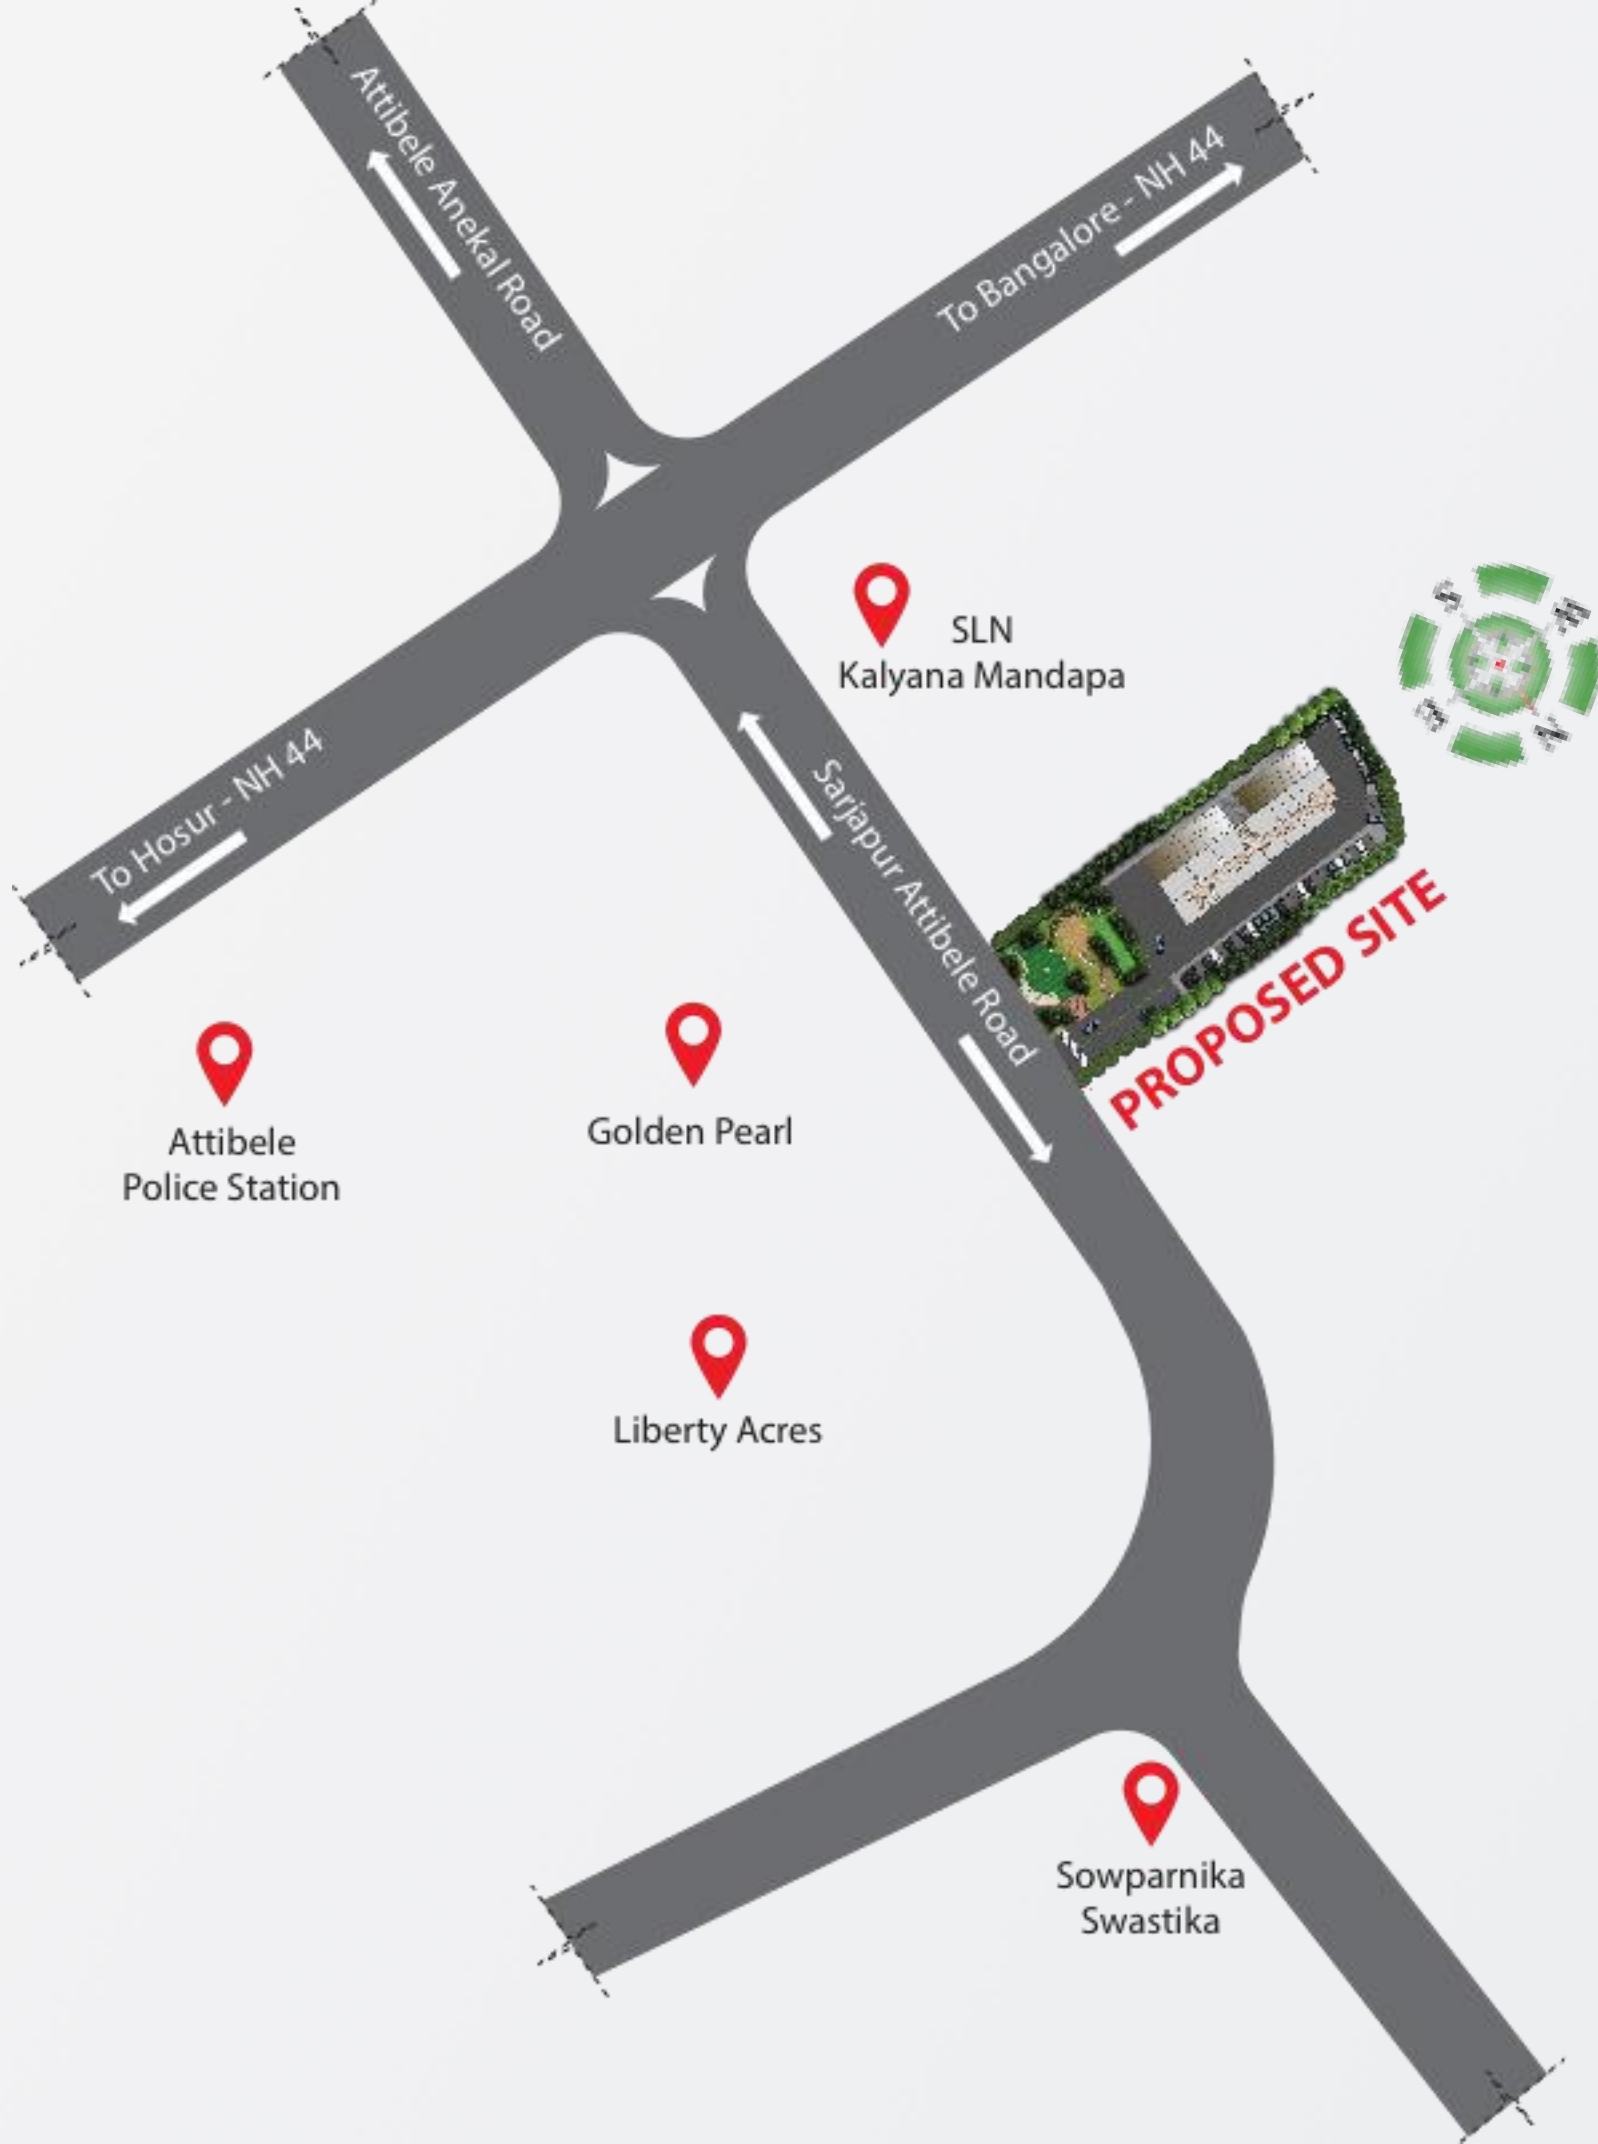 Attibele Anekal Road
To Bangalore - NH 44
SLN
Kalyana Mandapa
To Hosur - NH 44
Sarjapur Attibele Road
PROPOSED SITE
Golden Pearl
Attibele
Police Station
Liberty Acres
Sowparnika
Swastika